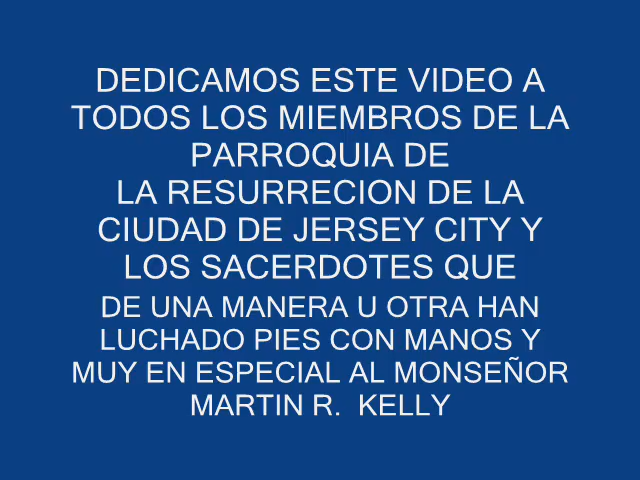 DEDICAMOS ESTE VIDEO A
TODOS LOS MIEMBROS DE LA
PARROQUIA DE
LA RESURRECION DE LA
CIUDAD DE JERSEY CITY Y
LOS SACERDOTES QUE
DE UNA MANERA U OTRA HAN
LUCHADO PIES CON MANOS Y
MUY EN ESPECIAL AL MONSEÑOR
MARTIN R.  KELLY